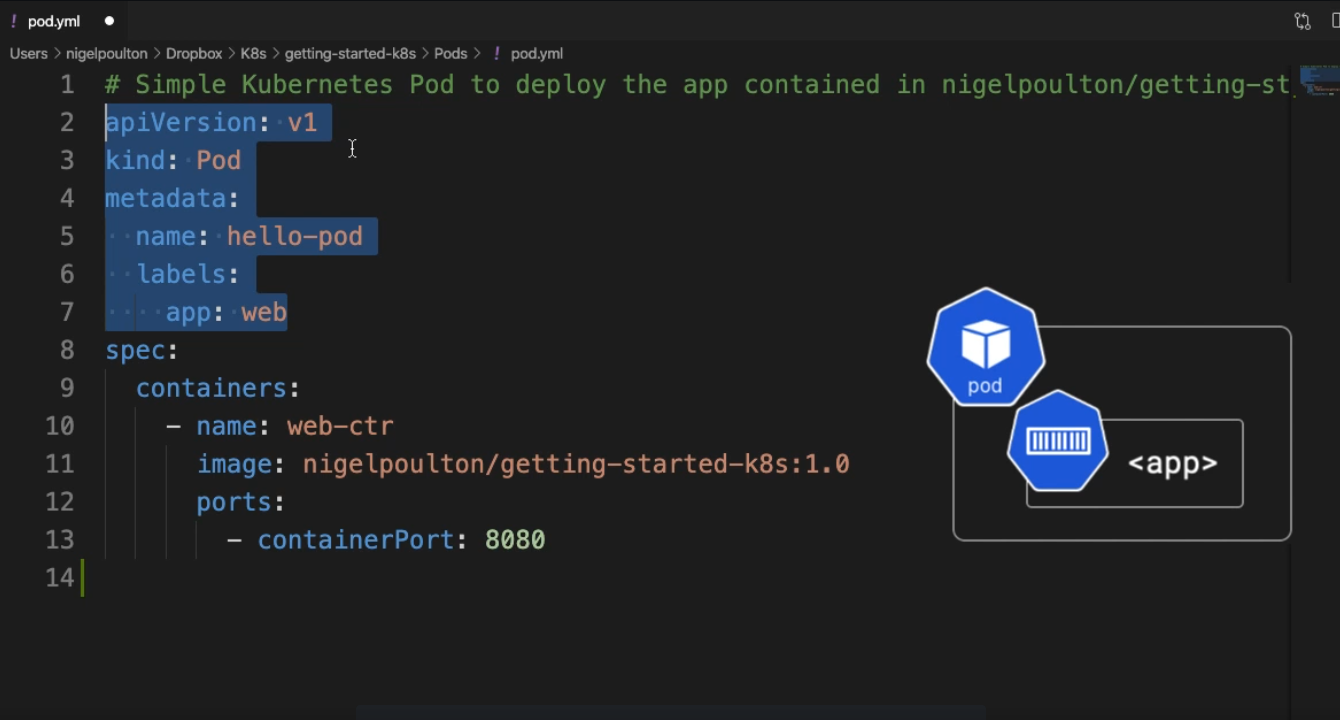 ! pod.yml ●
Users > nigelpoulton > Dropbox > K8s > getting-started-k8s > Pods > ! pod.yml
1 # Simple Kubernetes Pod to deploy the app contained in nigelpoulton/getting-st
2 apiVersion: v1
3 kind: Pod
4 metadata:
5   name: hello-pod
6   labels:
7     app: web
8 spec:
9   containers:
10     - name: web-ctr
11       image: nigelpoulton/getting-started-k8s:1.0
12       ports:
13         - containerPort: 8080
14
pod
<app>